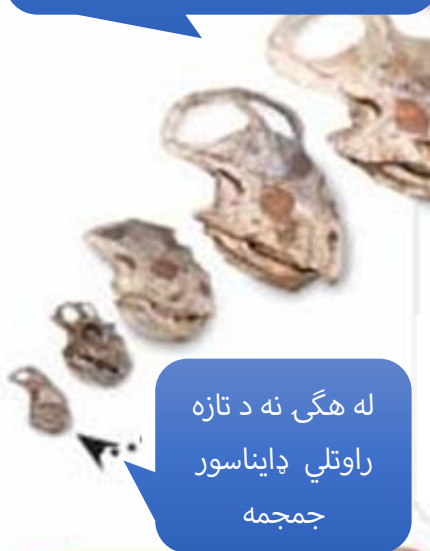 له هگۍ نه د تازه
راوتلي ډايناسور
جمجمه